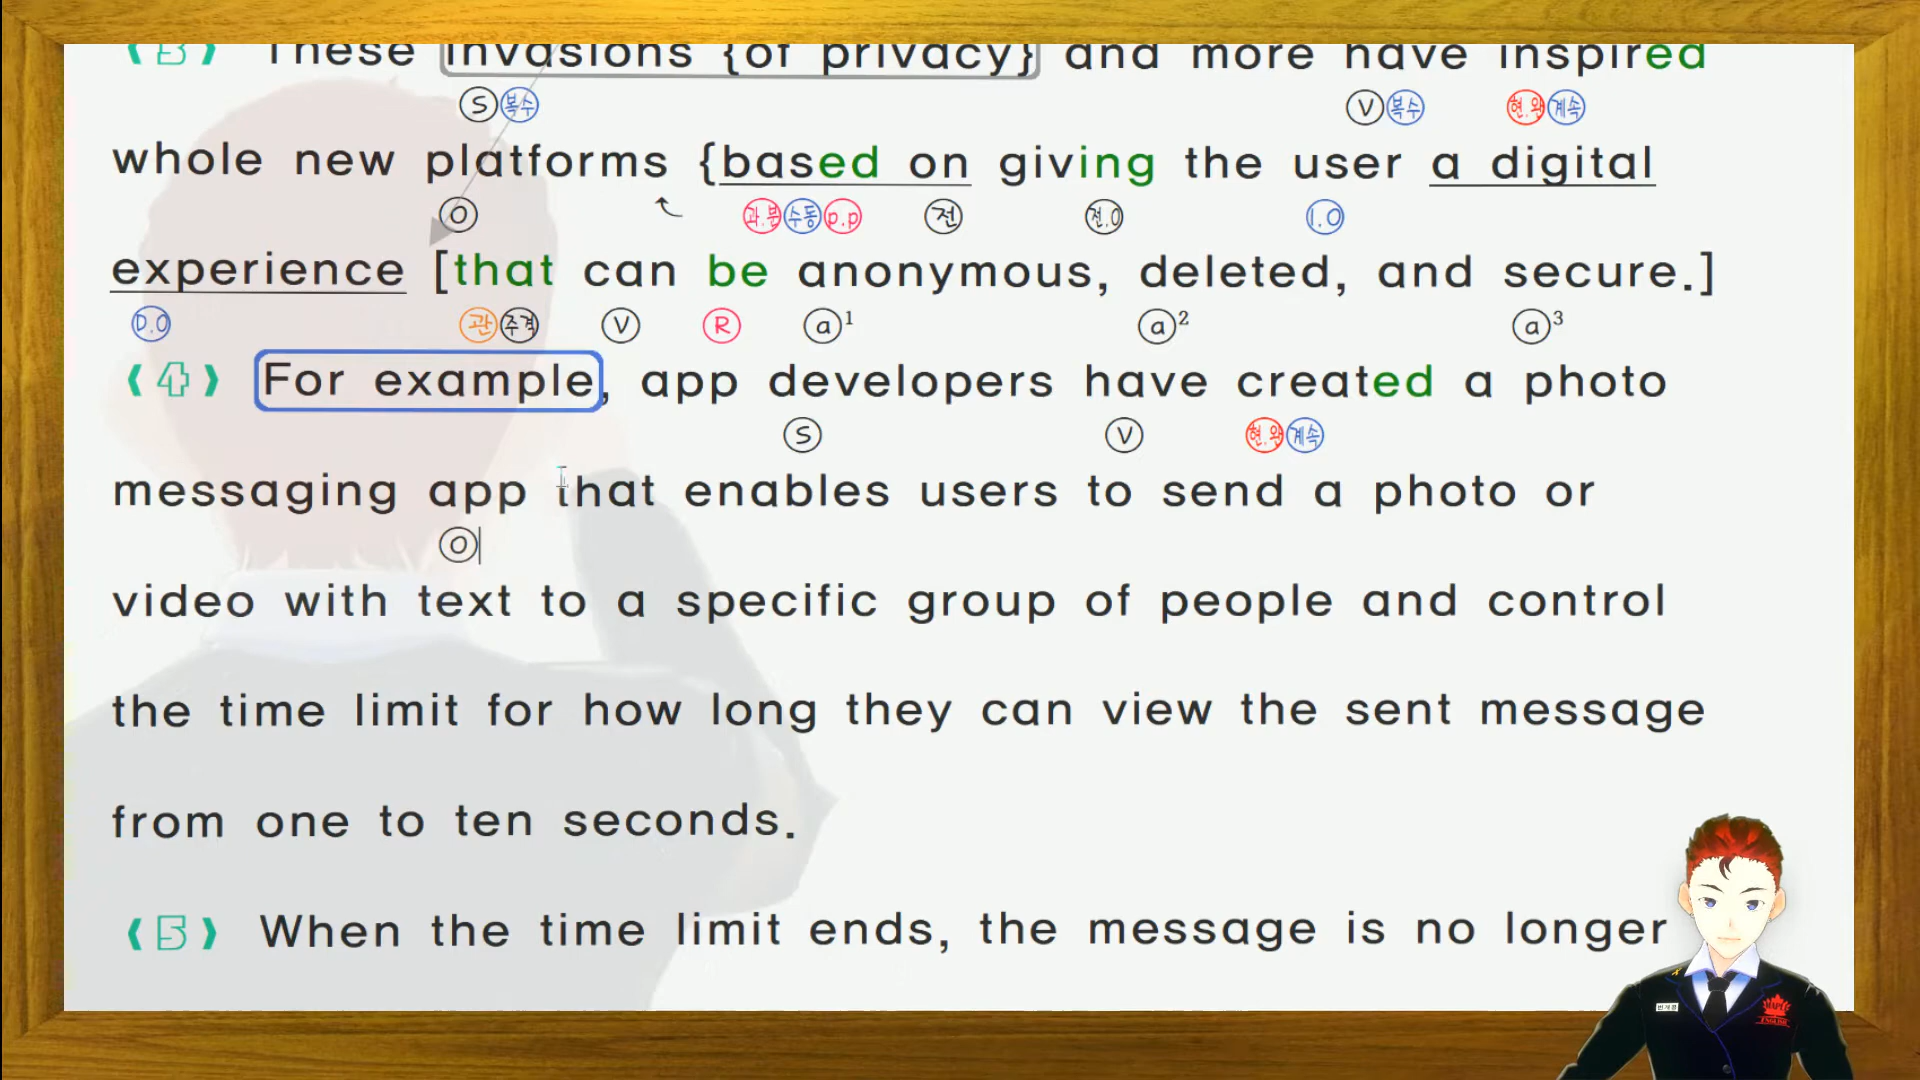 (3) These invasions {of privacy} and more have inspired
S 복수 V 복수 현.완 계속
whole new platforms {based on giving the user a digital
O 과.분 수동 p.p 전 전.O I.O
experience [that can be anonymous, deleted, and secure.]
D.O 관 주격 V R a¹ a² a³
(4) For example, app developers have created a photo
S V 현.완 계속
messaging app that enables users to send a photo or
O
video with text to a specific group of people and control
the time limit for how long they can view the sent message
from one to ten seconds.
(5) When the time limit ends, the message is no longer